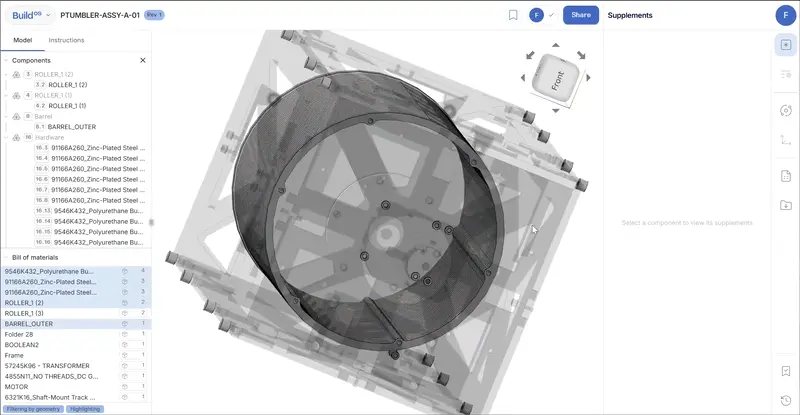 BuildOS
PTUMBLER-ASSY-A-01
Rev 1
F
Share
Supplements
F
Model
Instructions
Components
3 ROLLER_1 (2)
3.2 ROLLER_1 (2)
4 ROLLER_1 (1)
4.2 ROLLER_1 (1)
Barrel
8.1 BARREL_OUTER
16 Hardware
16.3 91166A260_Zinc-Plated Steel ...
16.4 91166A260_Zinc-Plated Steel ...
16.5 91166A260_Zinc-Plated Steel ...
16.6 91166A260_Zinc-Plated Steel ...
16.7 91166A260_Zinc-Plated Steel ...
16.8 91166A260_Zinc-Plated Steel ...
16.13 9546K432_Polyurethane Bu...
16.14 9546K432_Polyurethane Bu...
16.15 9546K432_Polyurethane Bu...
16.16 9546K432_Polyurethane Bu...
Front
Select a component to view its supplements
Bill of materials
9546K432_Polyurethane Bu... 4
91166A260_Zinc-Plated Steel... 3
91166A260_Zinc-Plated Steel... 3
ROLLER_1 (2) 2
ROLLER_1 (3) 2
BARREL_OUTER 1
Folder 28 1
BOOLEAN2 1
Frame 1
57245K96 - TRANSFORMER 1
4855N11_NO THREADS_DC G... 1
MOTOR 1
6321K16_Shaft-Mount Track ... 1
Filtering by geometry
Highlighting